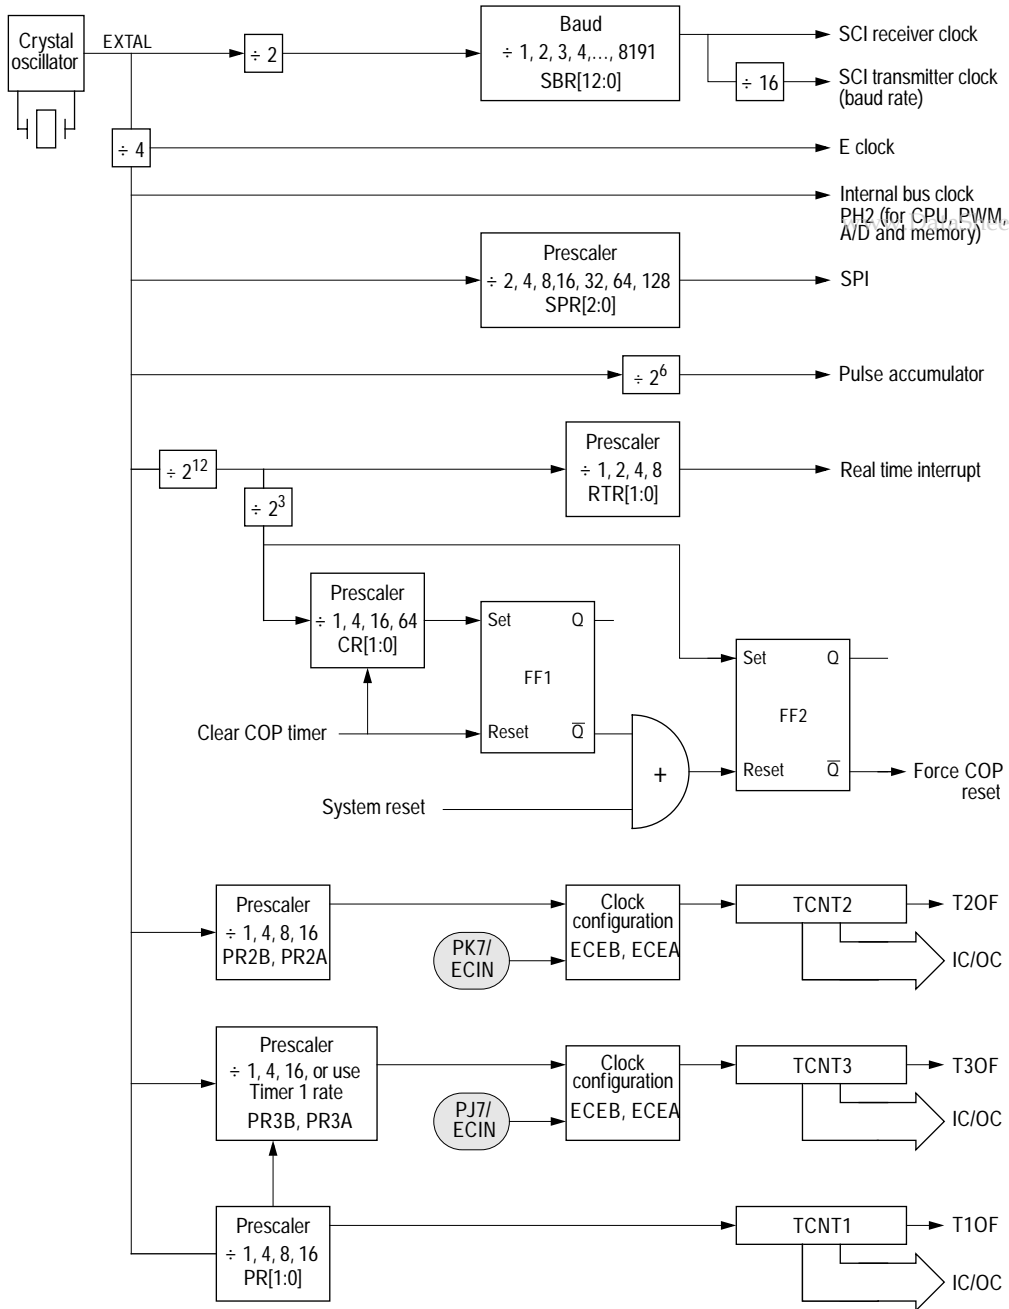 Crystal
oscillator
EXTAL
÷ 2
Baud
÷ 1, 2, 3, 4,…, 8191
SBR[12:0]
SCI receiver clock
÷ 16
SCI transmitter clock
(baud rate)
÷ 4
E clock
Internal bus clock
PH2 (for CPU, PWM,
A/D and memory)
Prescaler
÷ 2, 4, 8,16, 32, 64, 128
SPR[2:0]
SPI
÷ 2⁶
Pulse accumulator
÷ 2¹²
Prescaler
÷ 1, 2, 4, 8
RTR[1:0]
Real time interrupt
÷ 2³
Prescaler
÷ 1, 4, 16, 64
CR[1:0]
Set Q
FF1
Reset Q̅
Clear COP timer
Set Q
FF2
Reset Q̅
+
Force COP
reset
System reset
Prescaler
÷ 1, 4, 8, 16
PR2B, PR2A
PK7/
ECIN
Clock
configuration
ECEB, ECEA
TCNT2
T2OF
IC/OC
Prescaler
÷ 1, 4, 16, or use
Timer 1 rate
PR3B, PR3A
PJ7/
ECIN
Clock
configuration
ECEB, ECEA
TCNT3
T3OF
IC/OC
Prescaler
÷ 1, 4, 8, 16
PR[1:0]
TCNT1
T1OF
IC/OC